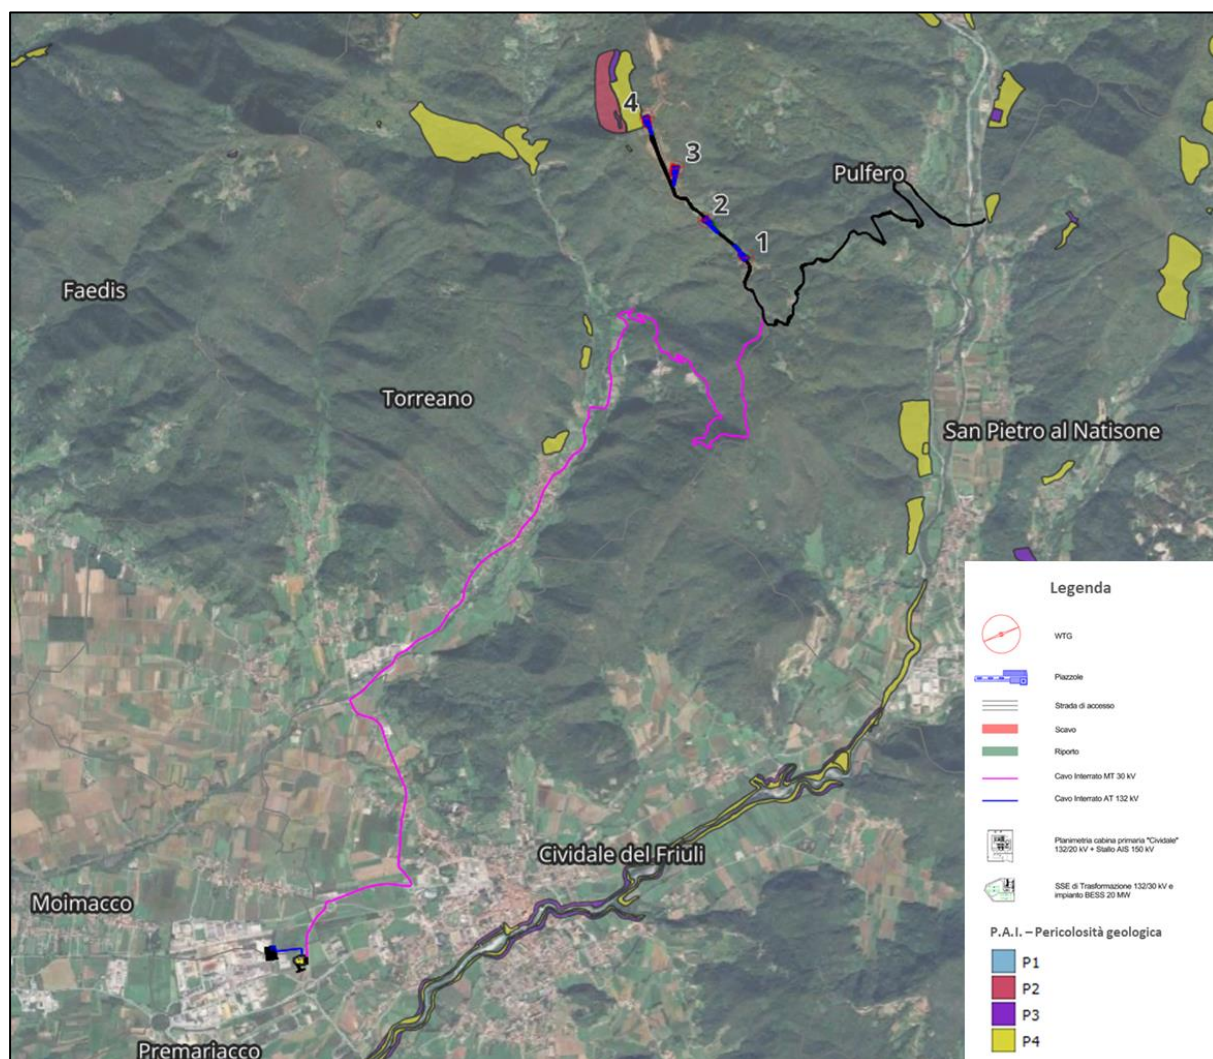 4
3
Pulfero
2
1
Faedis
Torreano
San Pietro al Natisone
Cividale del Friuli
Moimacco
Premariacco
Legenda
WTG
Piazzole
Strada di accesso
Scavo
Riporto
Cavo Interrato MT 30 kV
Cavo Interrato AT 132 kV
Planimetria cabina primaria "Cividale"
132/20 kV + Stallo AIS 150 kV
SSE di Trasformazione 132/30 kV e
impianto BESS 20 MW
P.A.I. – Pericolosità geologica
P1
P2
P3
P4